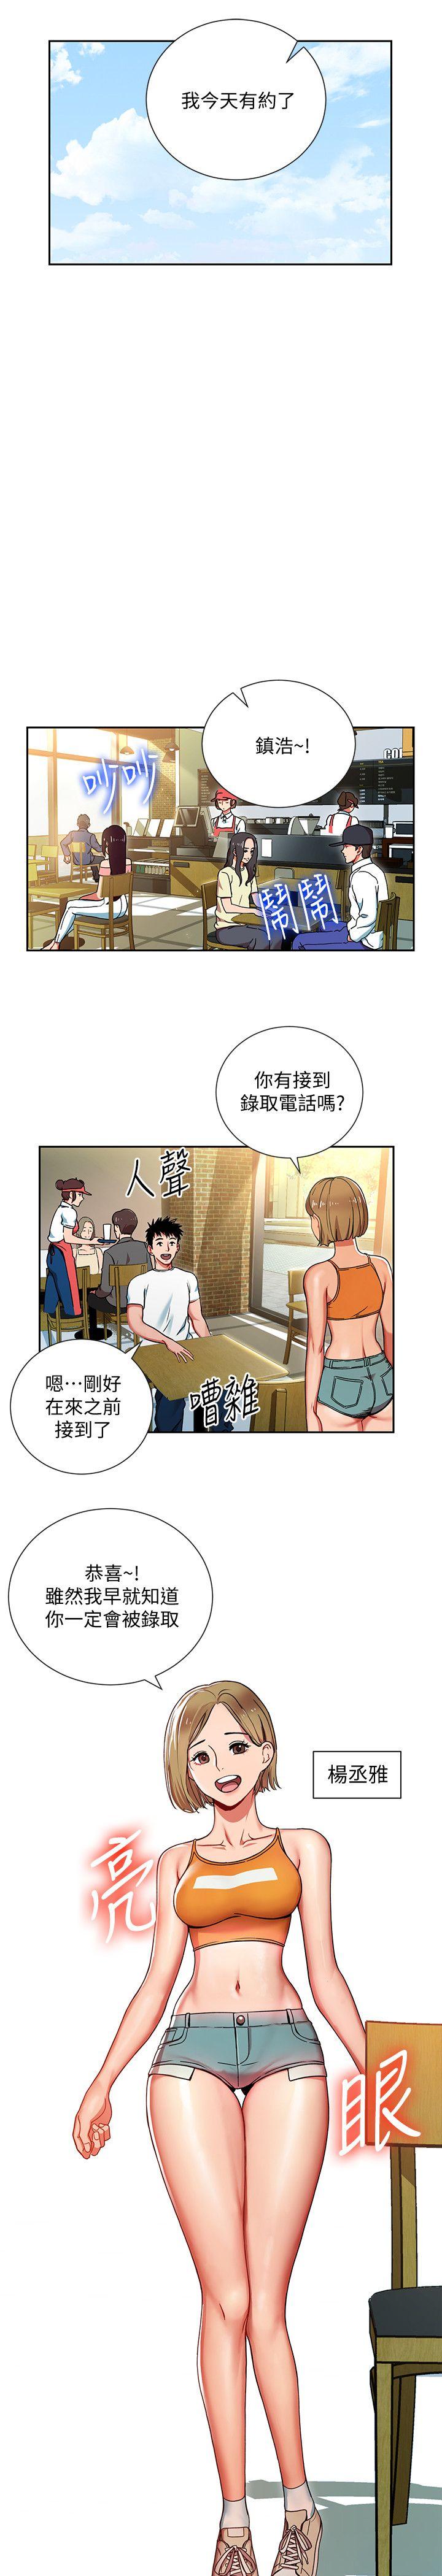 我今天有約了
鎮浩~!
COF
吵吵
鬧鬧
你有接到
錄取電話嗎?
人聲
嘈雜
嗯…剛好
在來之前
接到了
恭喜~!
雖然我早就知道
你一定會被錄取
楊丞雅
亮
眼